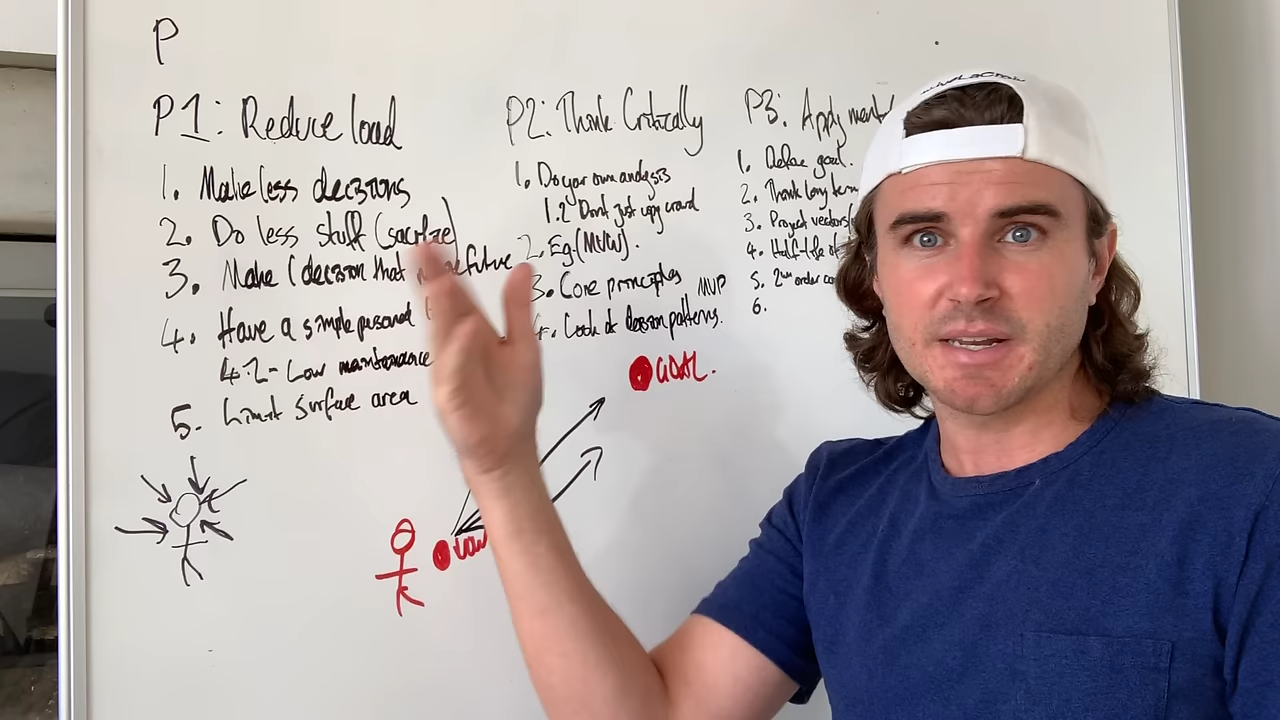 P
P1: Reduce load
1. Make less decisions
2. Do less stuff (sacrifice)
3. Make 1 decision that future
4. Have a simple personal
4.2 - Low maintenance
5. Limit surface area
P2: Think Critically
1. Do your own analysis
1.2 Don't just copy crowd
2. Eg.
3. Core principles MVP
4. Look at decision patterns.
P3: Apply
1. Define goal.
2. Think long term
3. Project vectors
4. Half-life of
5. 2nd order
6.
GOAL.